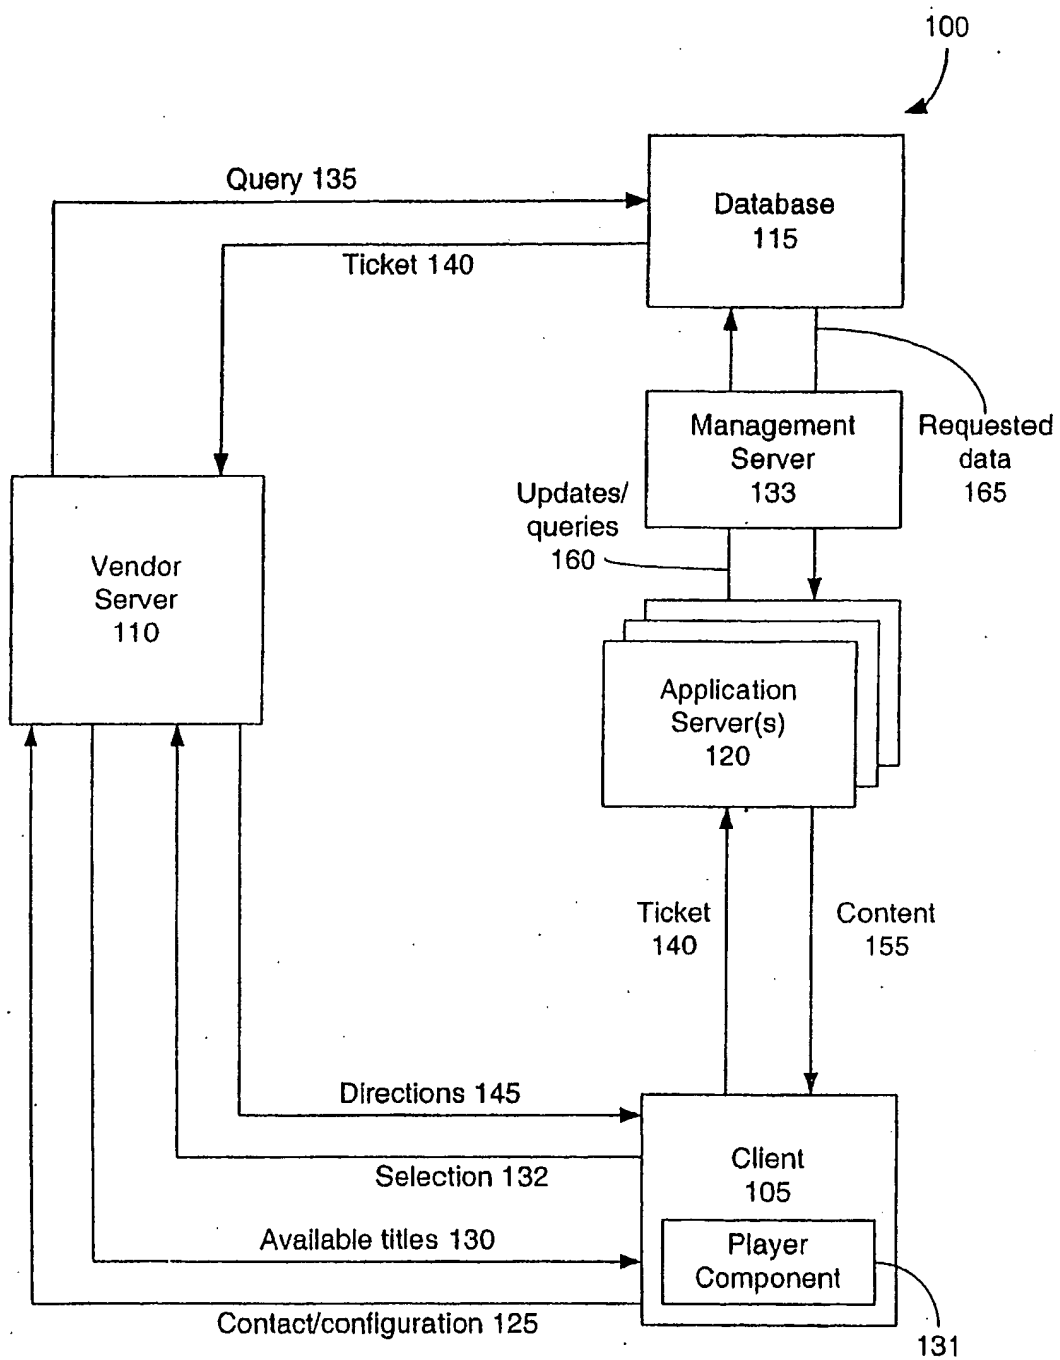 100
Query 135
Database
115
Ticket 140
Management
Server
133
Requested
data
165
Updates/
queries
160
Vendor
Server
110
Application
Server(s)
120
Ticket
140
Content
155
Directions 145
Client
105
Selection 132
Available titles 130
Player
Component
Contact/configuration 125
131